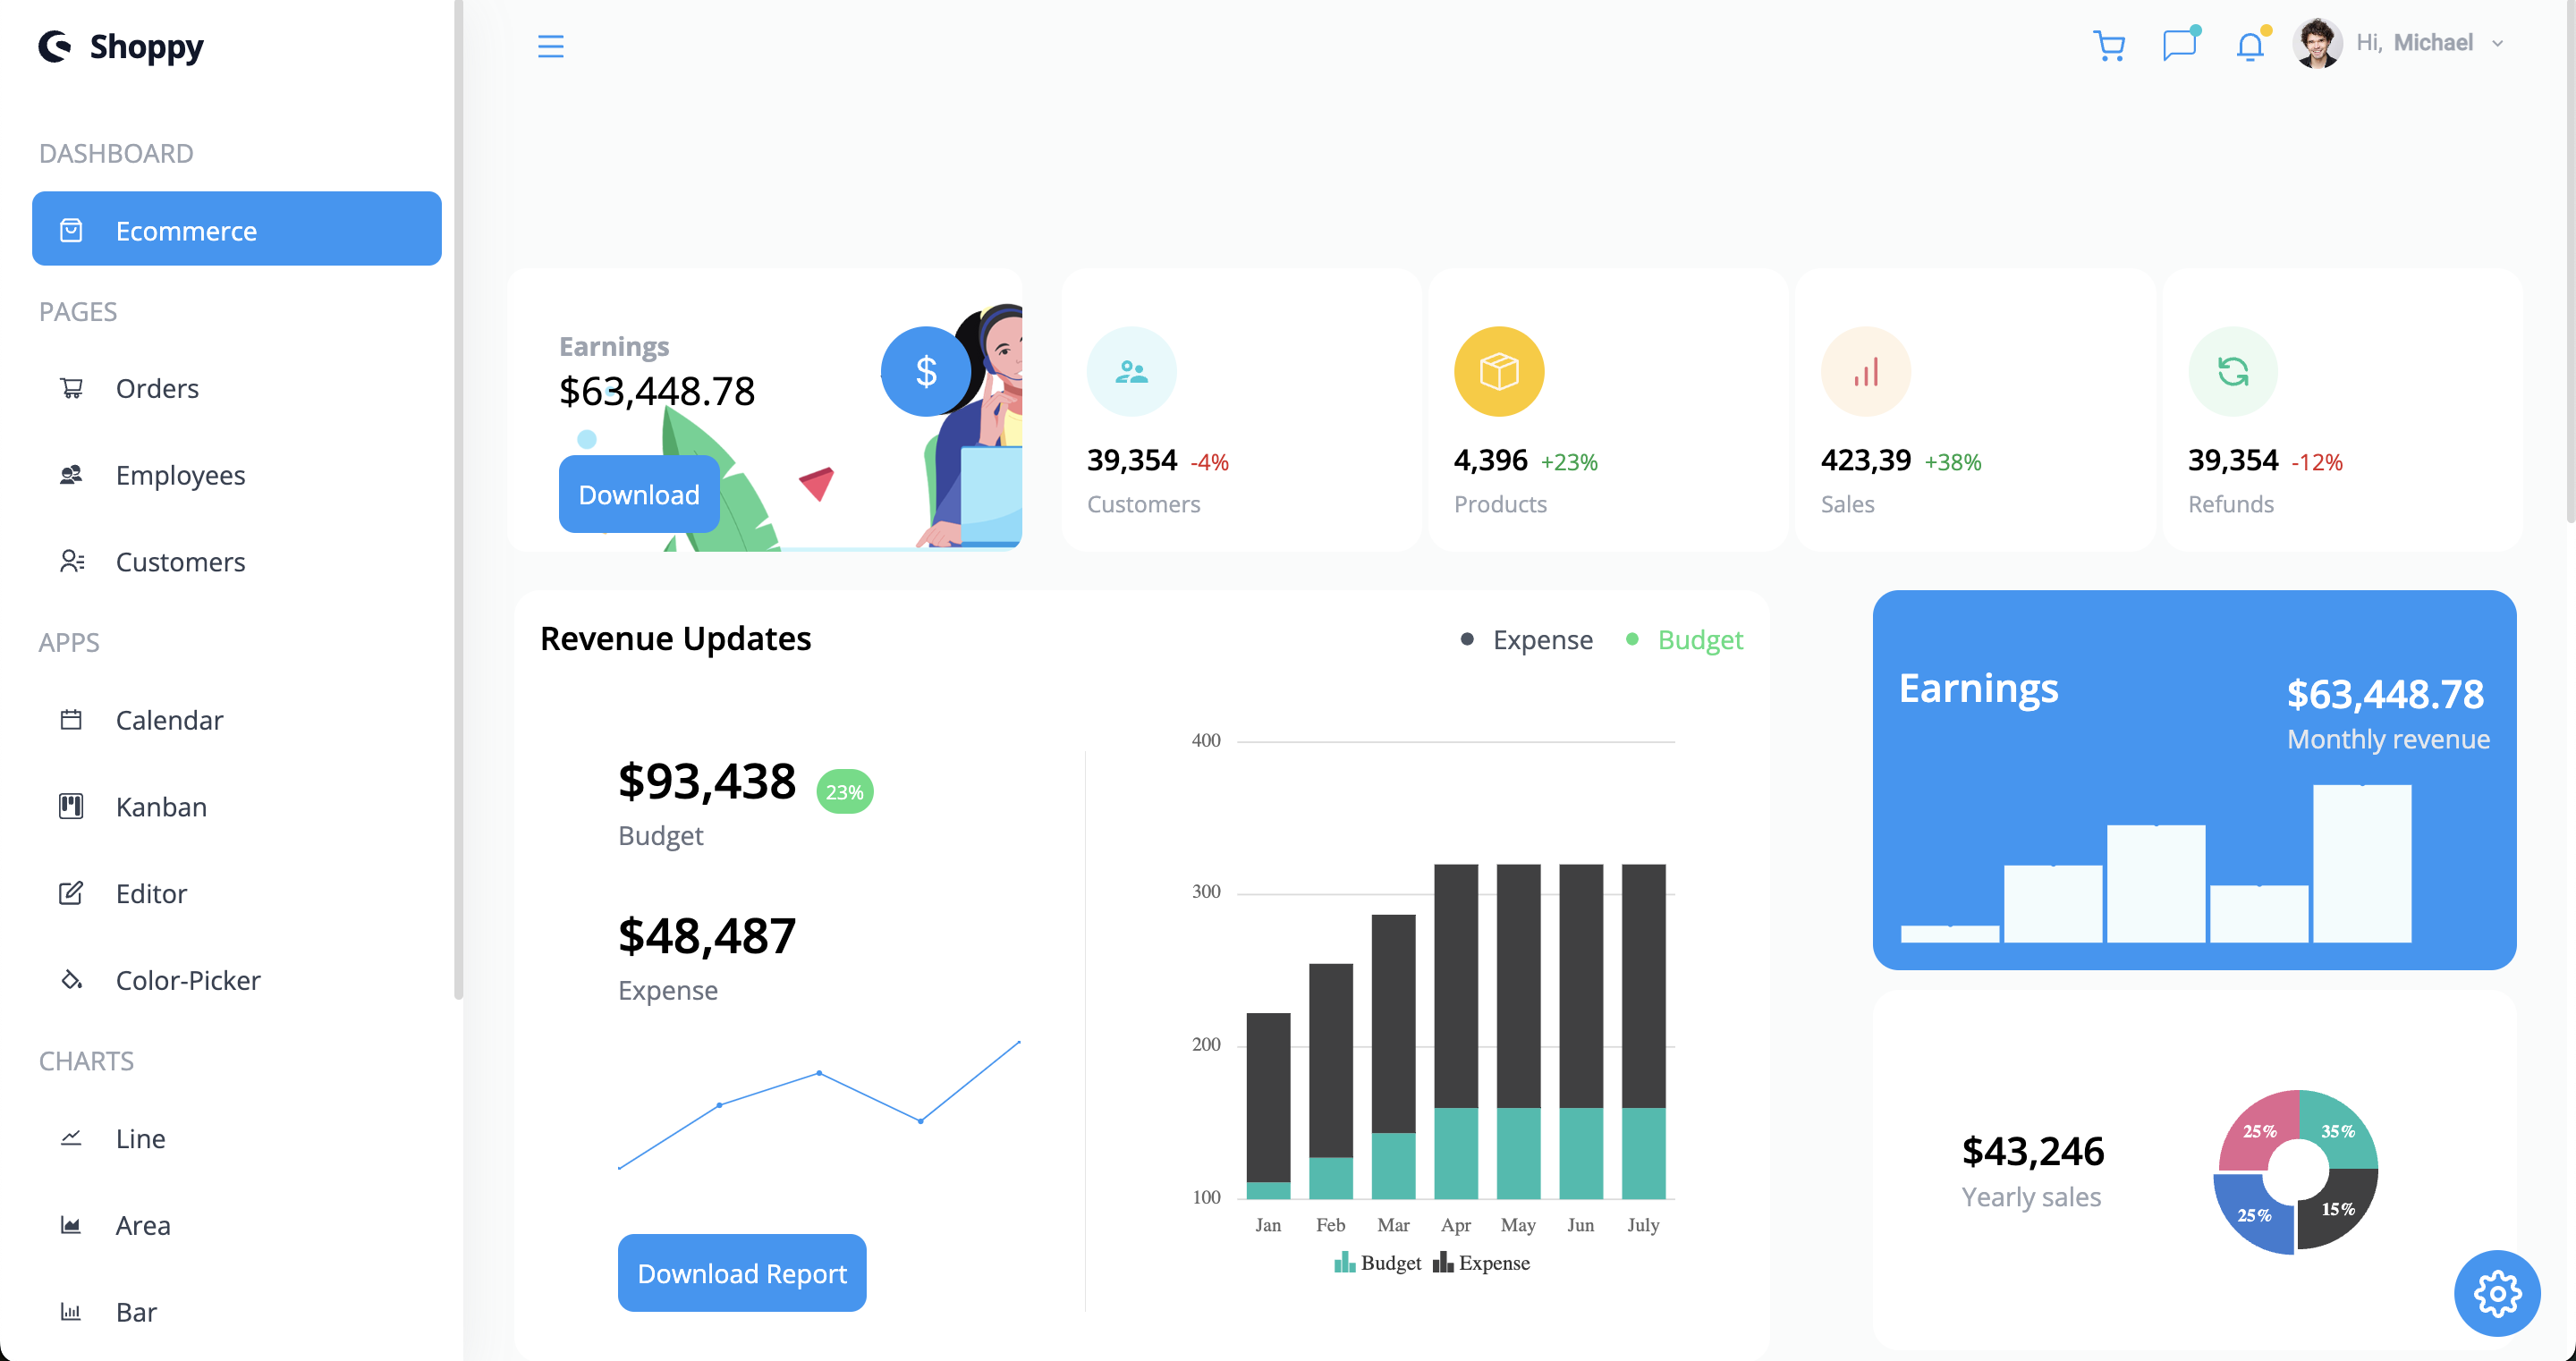 Shoppy
Hi, Michael
DASHBOARD
Ecommerce
PAGES
Orders
Employees
Customers
APPS
Calendar
Kanban
Editor
Color-Picker
CHARTS
Line
Area
Bar
Earnings
$63,448.78
$
Download
39,354 -4%
Customers
4,396 +23%
Products
423,39 +38%
Sales
39,354 -12%
Refunds
Revenue Updates
Expense Budget
$93,438 23%
Budget
$48,487
Expense
Download Report
400
300
200
100
Jan Feb Mar Apr May Jun July
Budget Expense
Earnings
$63,448.78
Monthly revenue
$43,246
Yearly sales
25% 35%
25% 15%